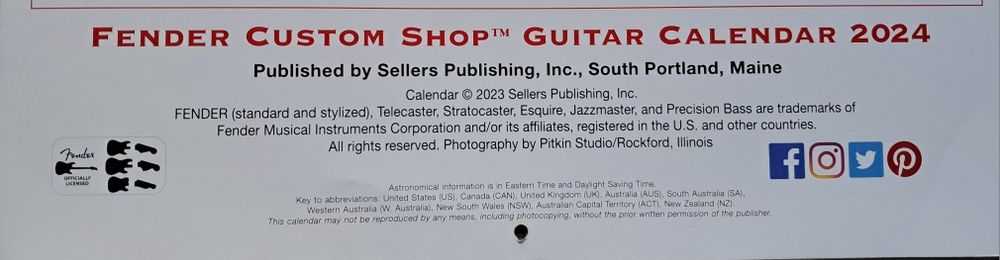 FENDER CUSTOM SHOP™ GUITAR CALENDAR 2024
Published by Sellers Publishing, Inc., South Portland, Maine
Calendar © 2023 Sellers Publishing, Inc.
FENDER (standard and stylized), Telecaster, Stratocaster, Esquire, Jazzmaster, and Precision Bass are trademarks of
Fender Musical Instruments Corporation and/or its affiliates, registered in the U.S. and other countries.
All rights reserved. Photography by Pitkin Studio/Rockford, Illinois
Fender
OFFICIALLY
LICENSED
Astronomical information is in Eastern Time and Daylight Saving Time.
Key to abbreviations: United States (US), Canada (CAN), United Kingdom (UK), Australia (AUS), South Australia (SA),
Western Australia (W. Australia), New South Wales (NSW), Australian Capital Territory (ACT), New Zealand (NZ).
This calendar may not be reproduced by any means, including photocopying, without the prior written permission of the publisher.